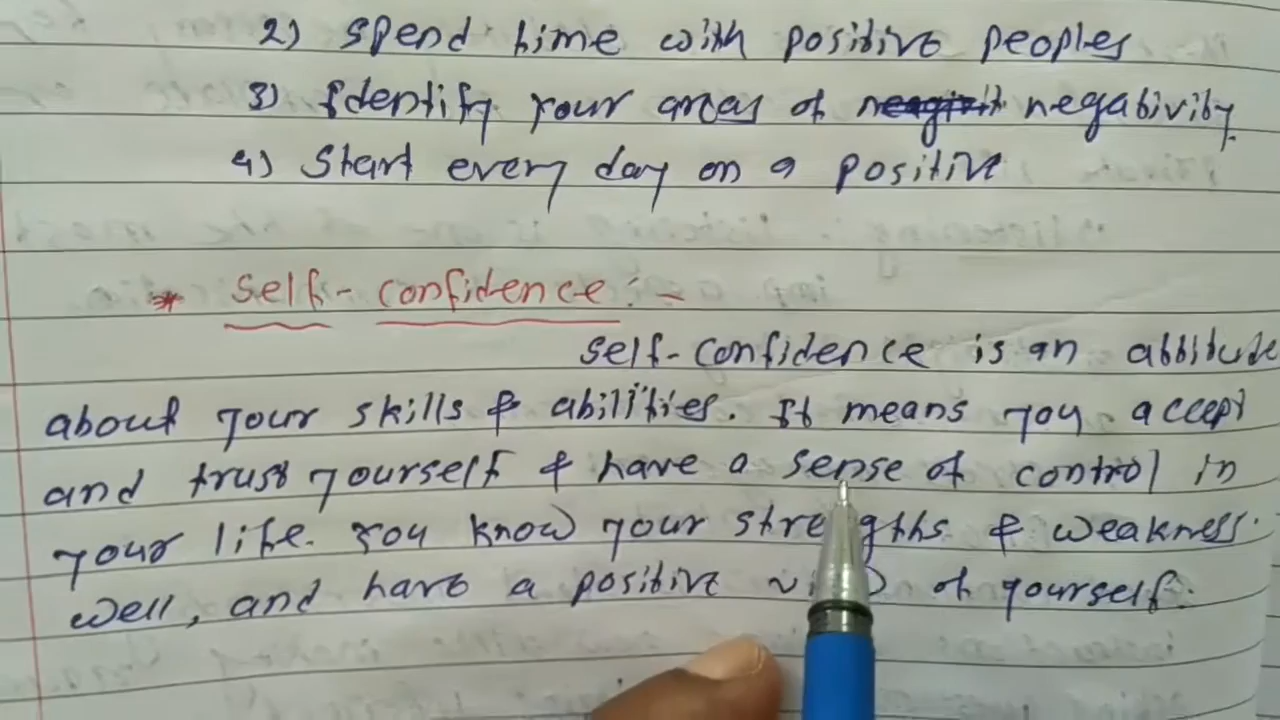 2) spend time with positive peoples
3) Identify your areas of negativity.
4) Start every day on a positive
* Self-confidence :-
Self-confidence is an attitude
about your skills & abilities. It means you accept
and trust yourself & have a sense of control in
your life. You know your strengths & weakness.
well, and have a positive of yourself.